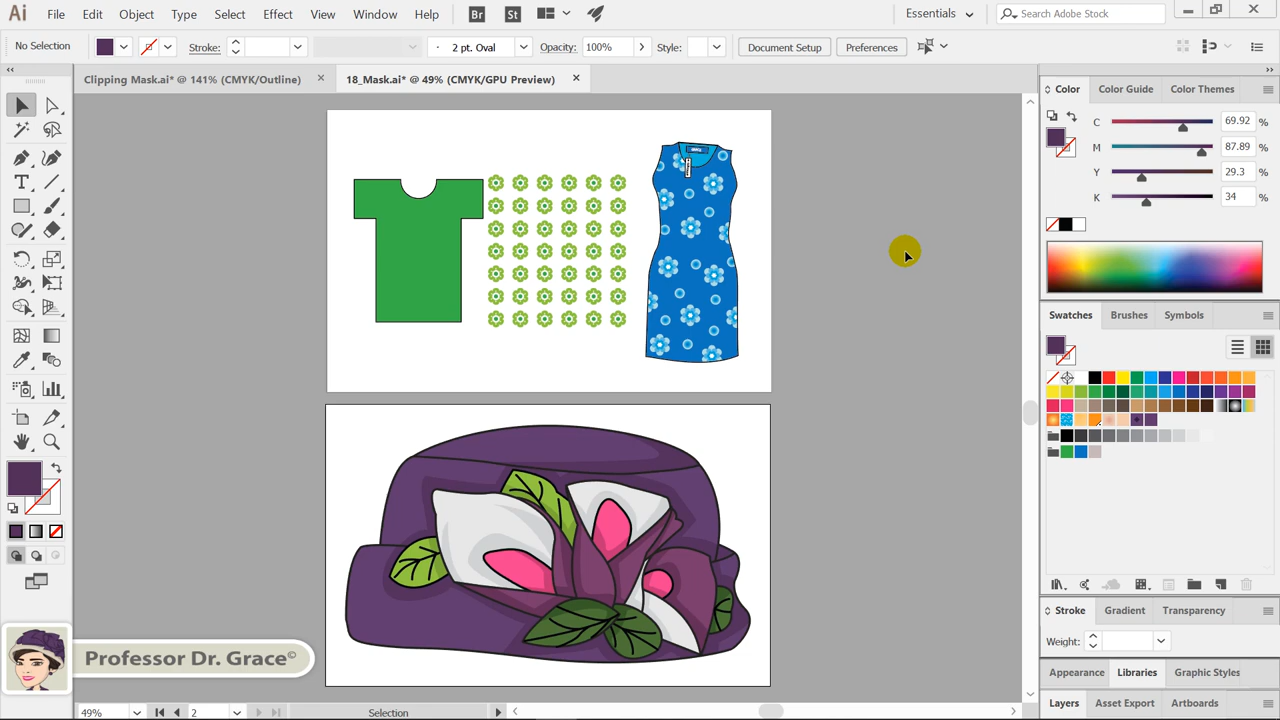 Ai File Edit Object Type Select Effect View Window Help Br St Essentials Search Adobe Stock
No Selection Stroke: 2 pt. Oval Opacity: 100% Style: Document Setup Preferences
Clipping Mask.ai* @ 141% (CMYK/Outline) × 18_Mask.ai* @ 49% (CMYK/GPU Preview) ×
Color Color Guide Color Themes
C 69.92 %
M 87.89 %
Y 29.3 %
K 34 %
Swatches Brushes Symbols
Stroke Gradient Transparency
Weight:
Appearance Libraries Graphic Styles
Layers Asset Export Artboards
Professor Dr. Grace©
49% 2 Selection